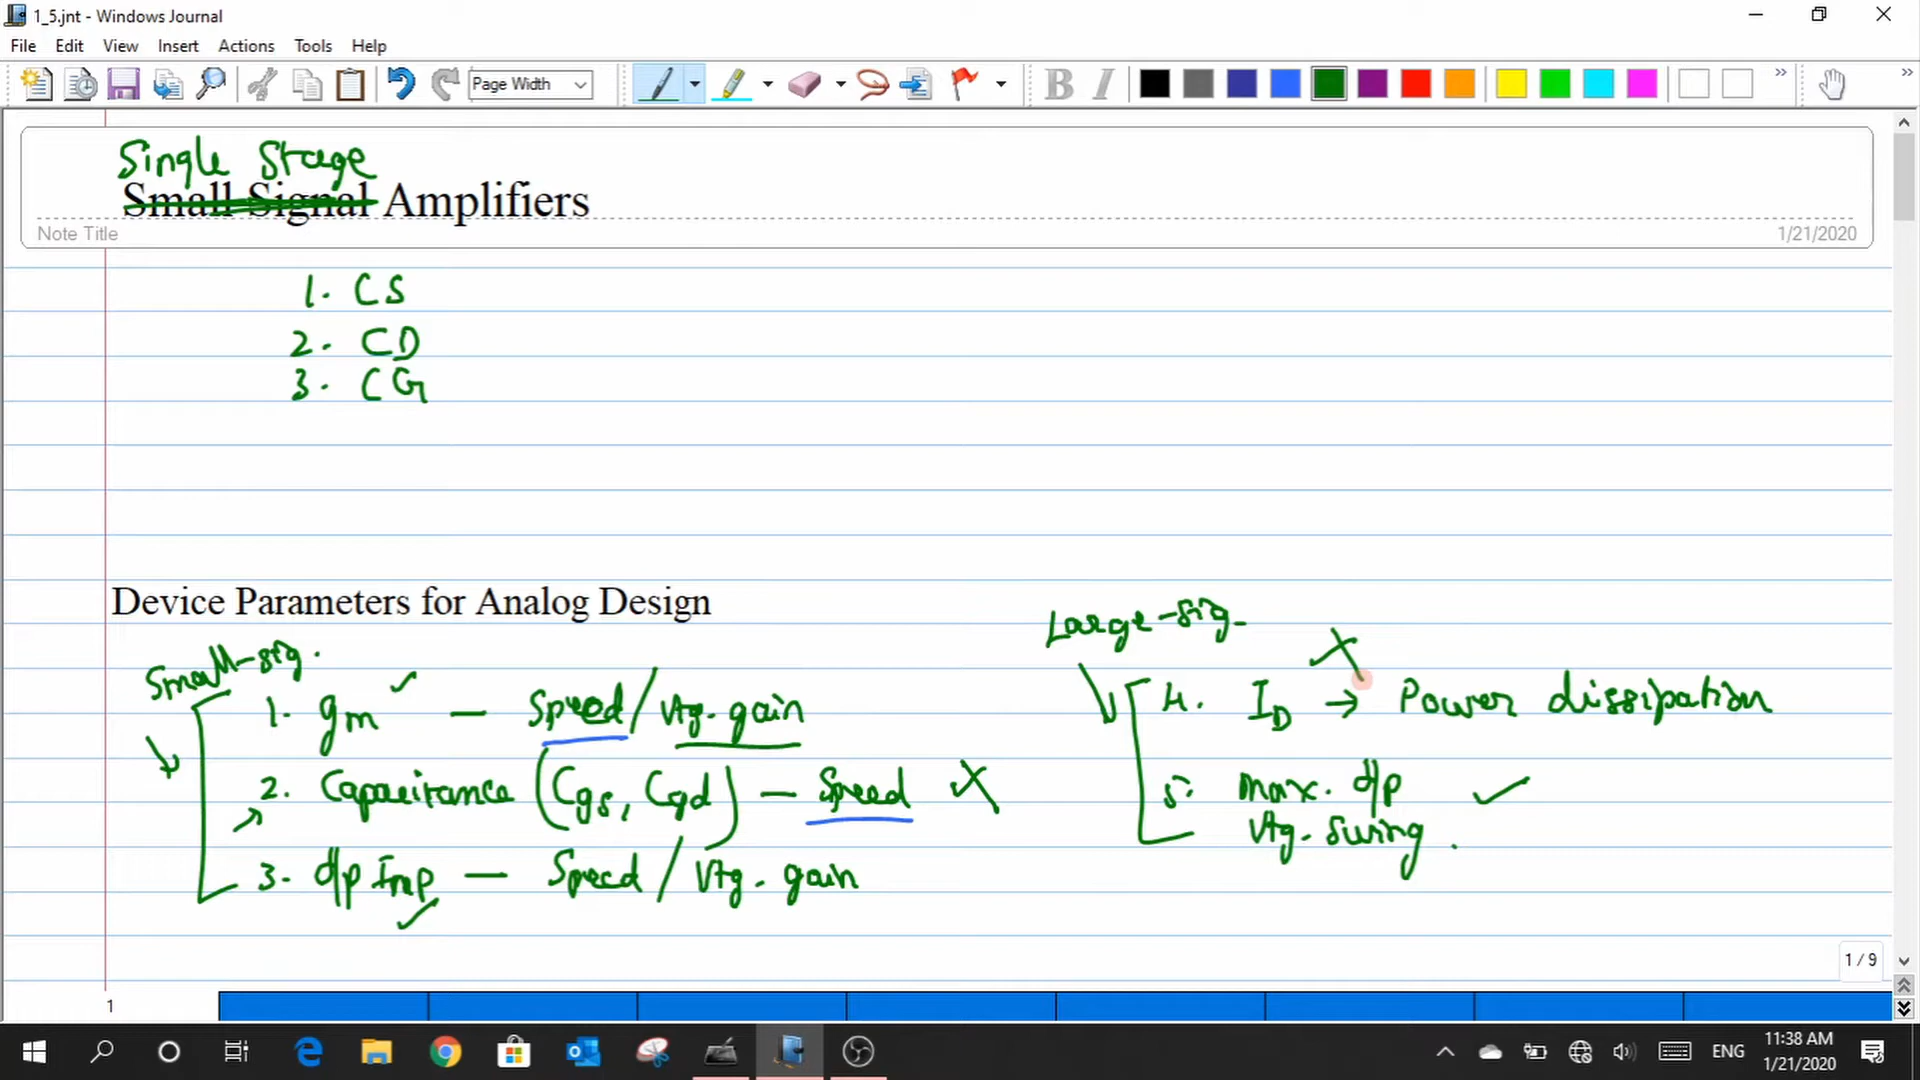 1_5.jnt - Windows Journal
File Edit View Insert Actions Tools Help
Page Width
B I
Single Stage
Small Signal Amplifiers
Note Title
1/21/2020
1. CS
2. CD
3. CG
Device Parameters for Analog Design
Small-sig.
1. gm — Speed / Vtg. gain
2. Capacitance (Cgs, Cgd) — Speed
3. o/p Imp — Speed / Vtg. gain
Large-sig.
4. ID → Power dissipation
5. max. o/p
Vtg. swing.
1 / 9
1
ENG
11:38 AM
1/21/2020